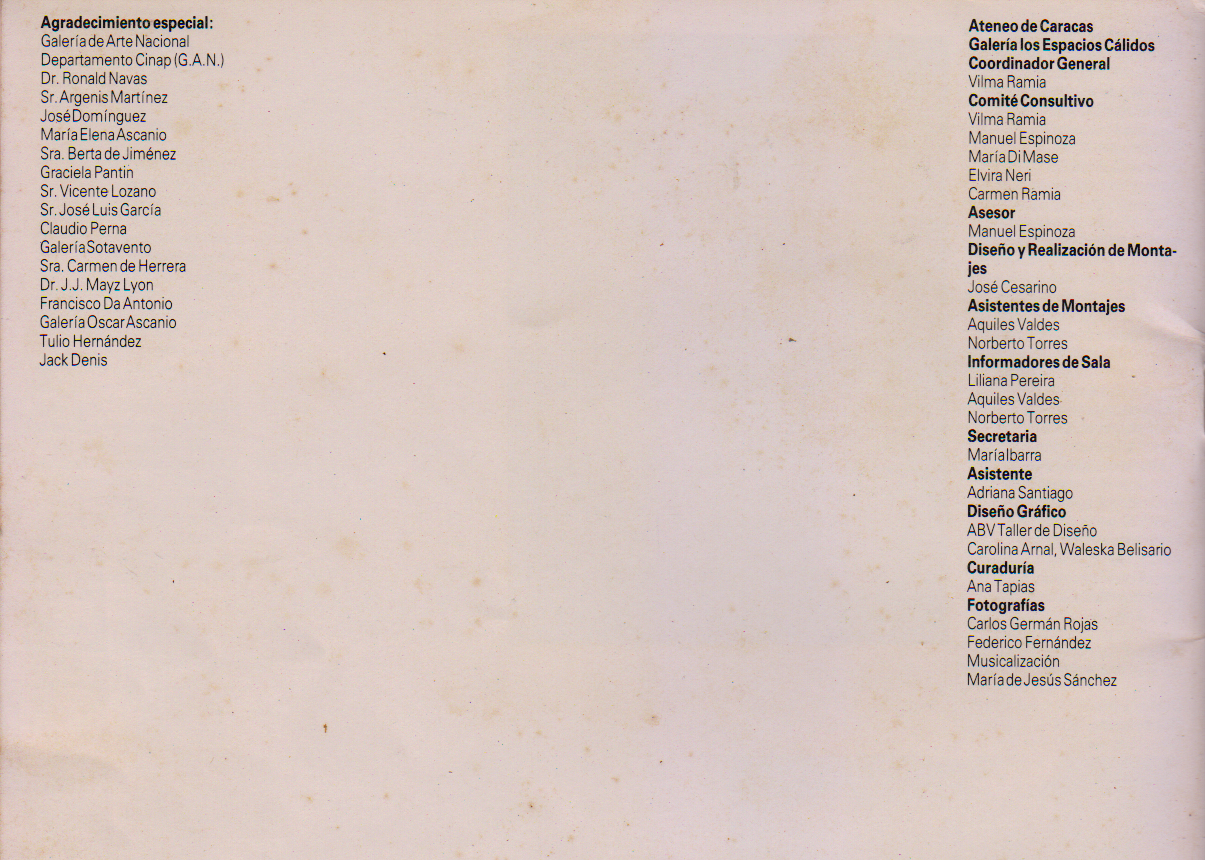 Agradecimiento especial:
Galería de Arte Nacional
Departamento Cinap (G.A.N.)
Dr. Ronald Navas
Sr. Argenis Martínez
José Domínguez
María Elena Ascanio
Sra. Berta de Jiménez
Graciela Pantin
Sr. Vicente Lozano
Sr. José Luis García
Claudio Perna
Galería Sotavento
Sra. Carmen de Herrera
Dr. J.J. Mayz Lyon
Francisco Da Antonio
Galería Oscar Ascanio
Tulio Hernández
Jack Denis
Ateneo de Caracas
Galería los Espacios Cálidos
Coordinador General
Vilma Ramia
Comité Consultivo
Vilma Ramia
Manuel Espinoza
María Di Mase
Elvira Neri
Carmen Ramia
Asesor
Manuel Espinoza
Diseño y Realización de Monta-
jes
José Cesarino
Asistentes de Montajes
Aquiles Valdes
Norberto Torres
Informadores de Sala
Liliana Pereira
Aquiles Valdes
Norberto Torres
Secretaria
María Ibarra
Asistente
Adriana Santiago
Diseño Gráfico
ABV Taller de Diseño
Carolina Arnal, Waleska Belisario
Curaduría
Ana Tapias
Fotografías
Carlos Germán Rojas
Federico Fernández
Musicalización
María de Jesús Sánchez